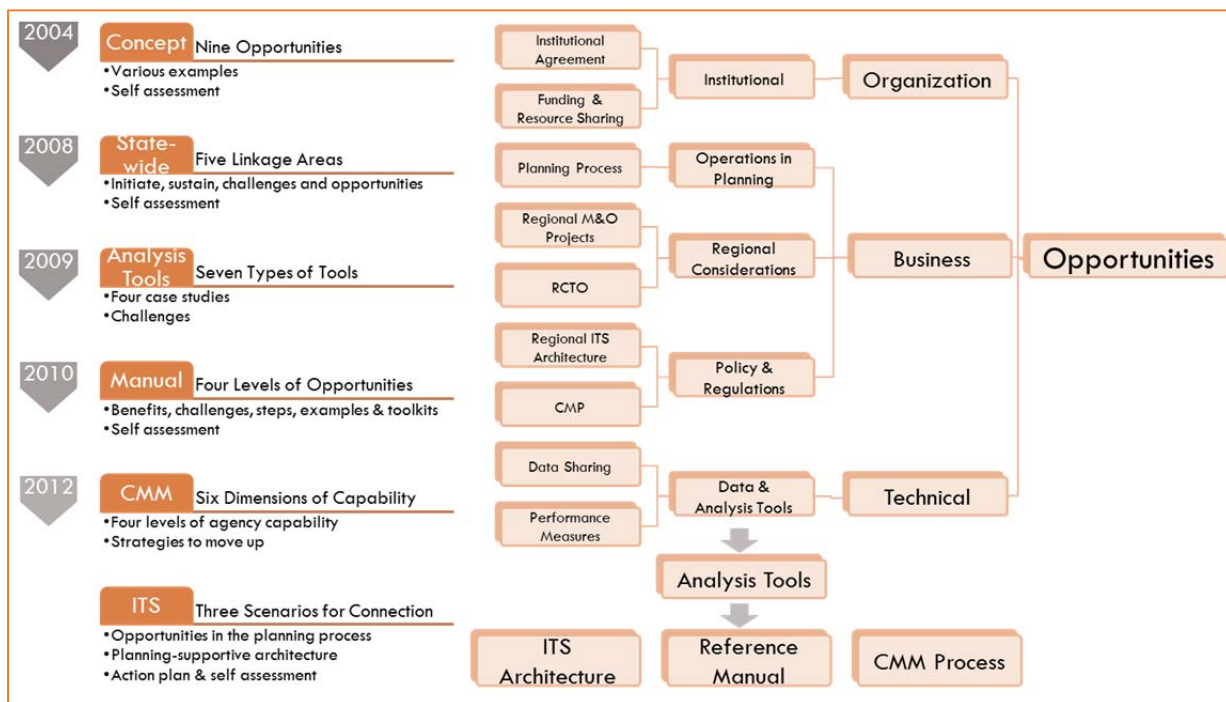 2004
Concept
Nine Opportunities
•Various examples
•Self assessment
2008
State-
wide
Five Linkage Areas
•Initiate, sustain, challenges and opportunities
•Self assessment
2009
Analysis
Tools
Seven Types of Tools
•Four case studies
•Challenges
2010
Manual
Four Levels of Opportunities
•Benefits, challenges, steps, examples & toolkits
•Self assessment
2012
CMM
Six Dimensions of Capability
•Four levels of agency capability
•Strategies to move up
ITS
Three Scenarios for Connection
•Opportunities in the planning process
•Planning-supportive architecture
•Action plan & self assessment
Institutional
Agreement
Funding &
Resource Sharing
Institutional
Organization
Planning Process
Operations in
Planning
Regional M&O
Projects
RCTO
Regional
Considerations
Business
Opportunities
Regional ITS
Architecture
CMP
Policy &
Regulations
Data Sharing
Performance
Measures
Data &
Analysis Tools
Technical
Analysis Tools
ITS
Architecture
Reference
Manual
CMM Process